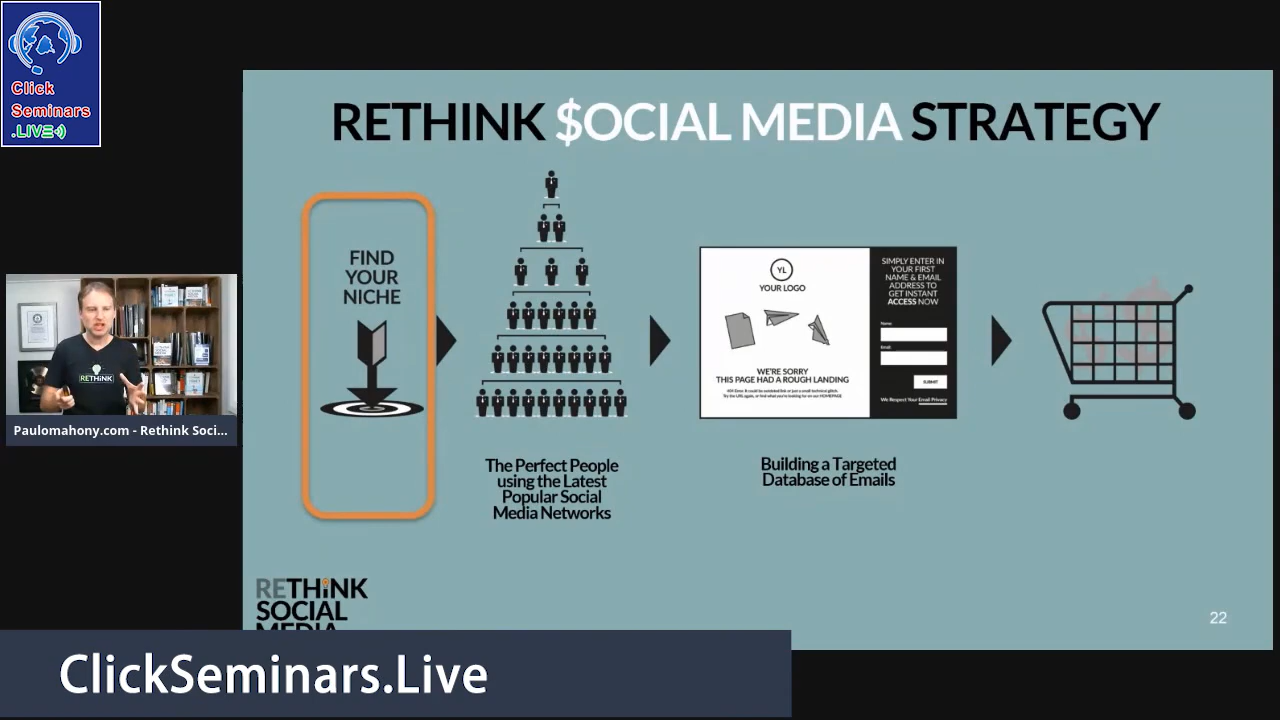 Click
Seminars
.LIVE
RETHINK $OCIAL MEDIA STRATEGY
FIND
YOUR
NICHE
The Perfect People
using the Latest
Popular Social
Media Networks
YL
YOUR LOGO
WE'RE SORRY
THIS PAGE HAD A ROUGH LANDING
SIMPLY ENTER IN
YOUR FIRST
NAME & EMAIL
ADDRESS TO
GET INSTANT
ACCESS NOW
Name:
Email:
SUBMIT
We Respect Your Email Privacy
Building a Targeted
Database of Emails
RETHINK
Paulomahony.com - Rethink Soci...
RETHINK
SOCIAL
MEDIA
22
ClickSeminars.Live